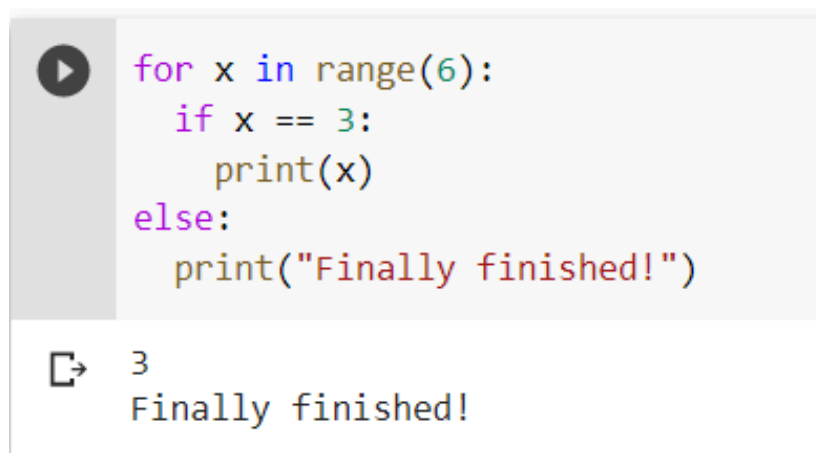 for x in range(6):
  if x == 3:
    print(x)
else:
  print("Finally finished!")
3
Finally finished!